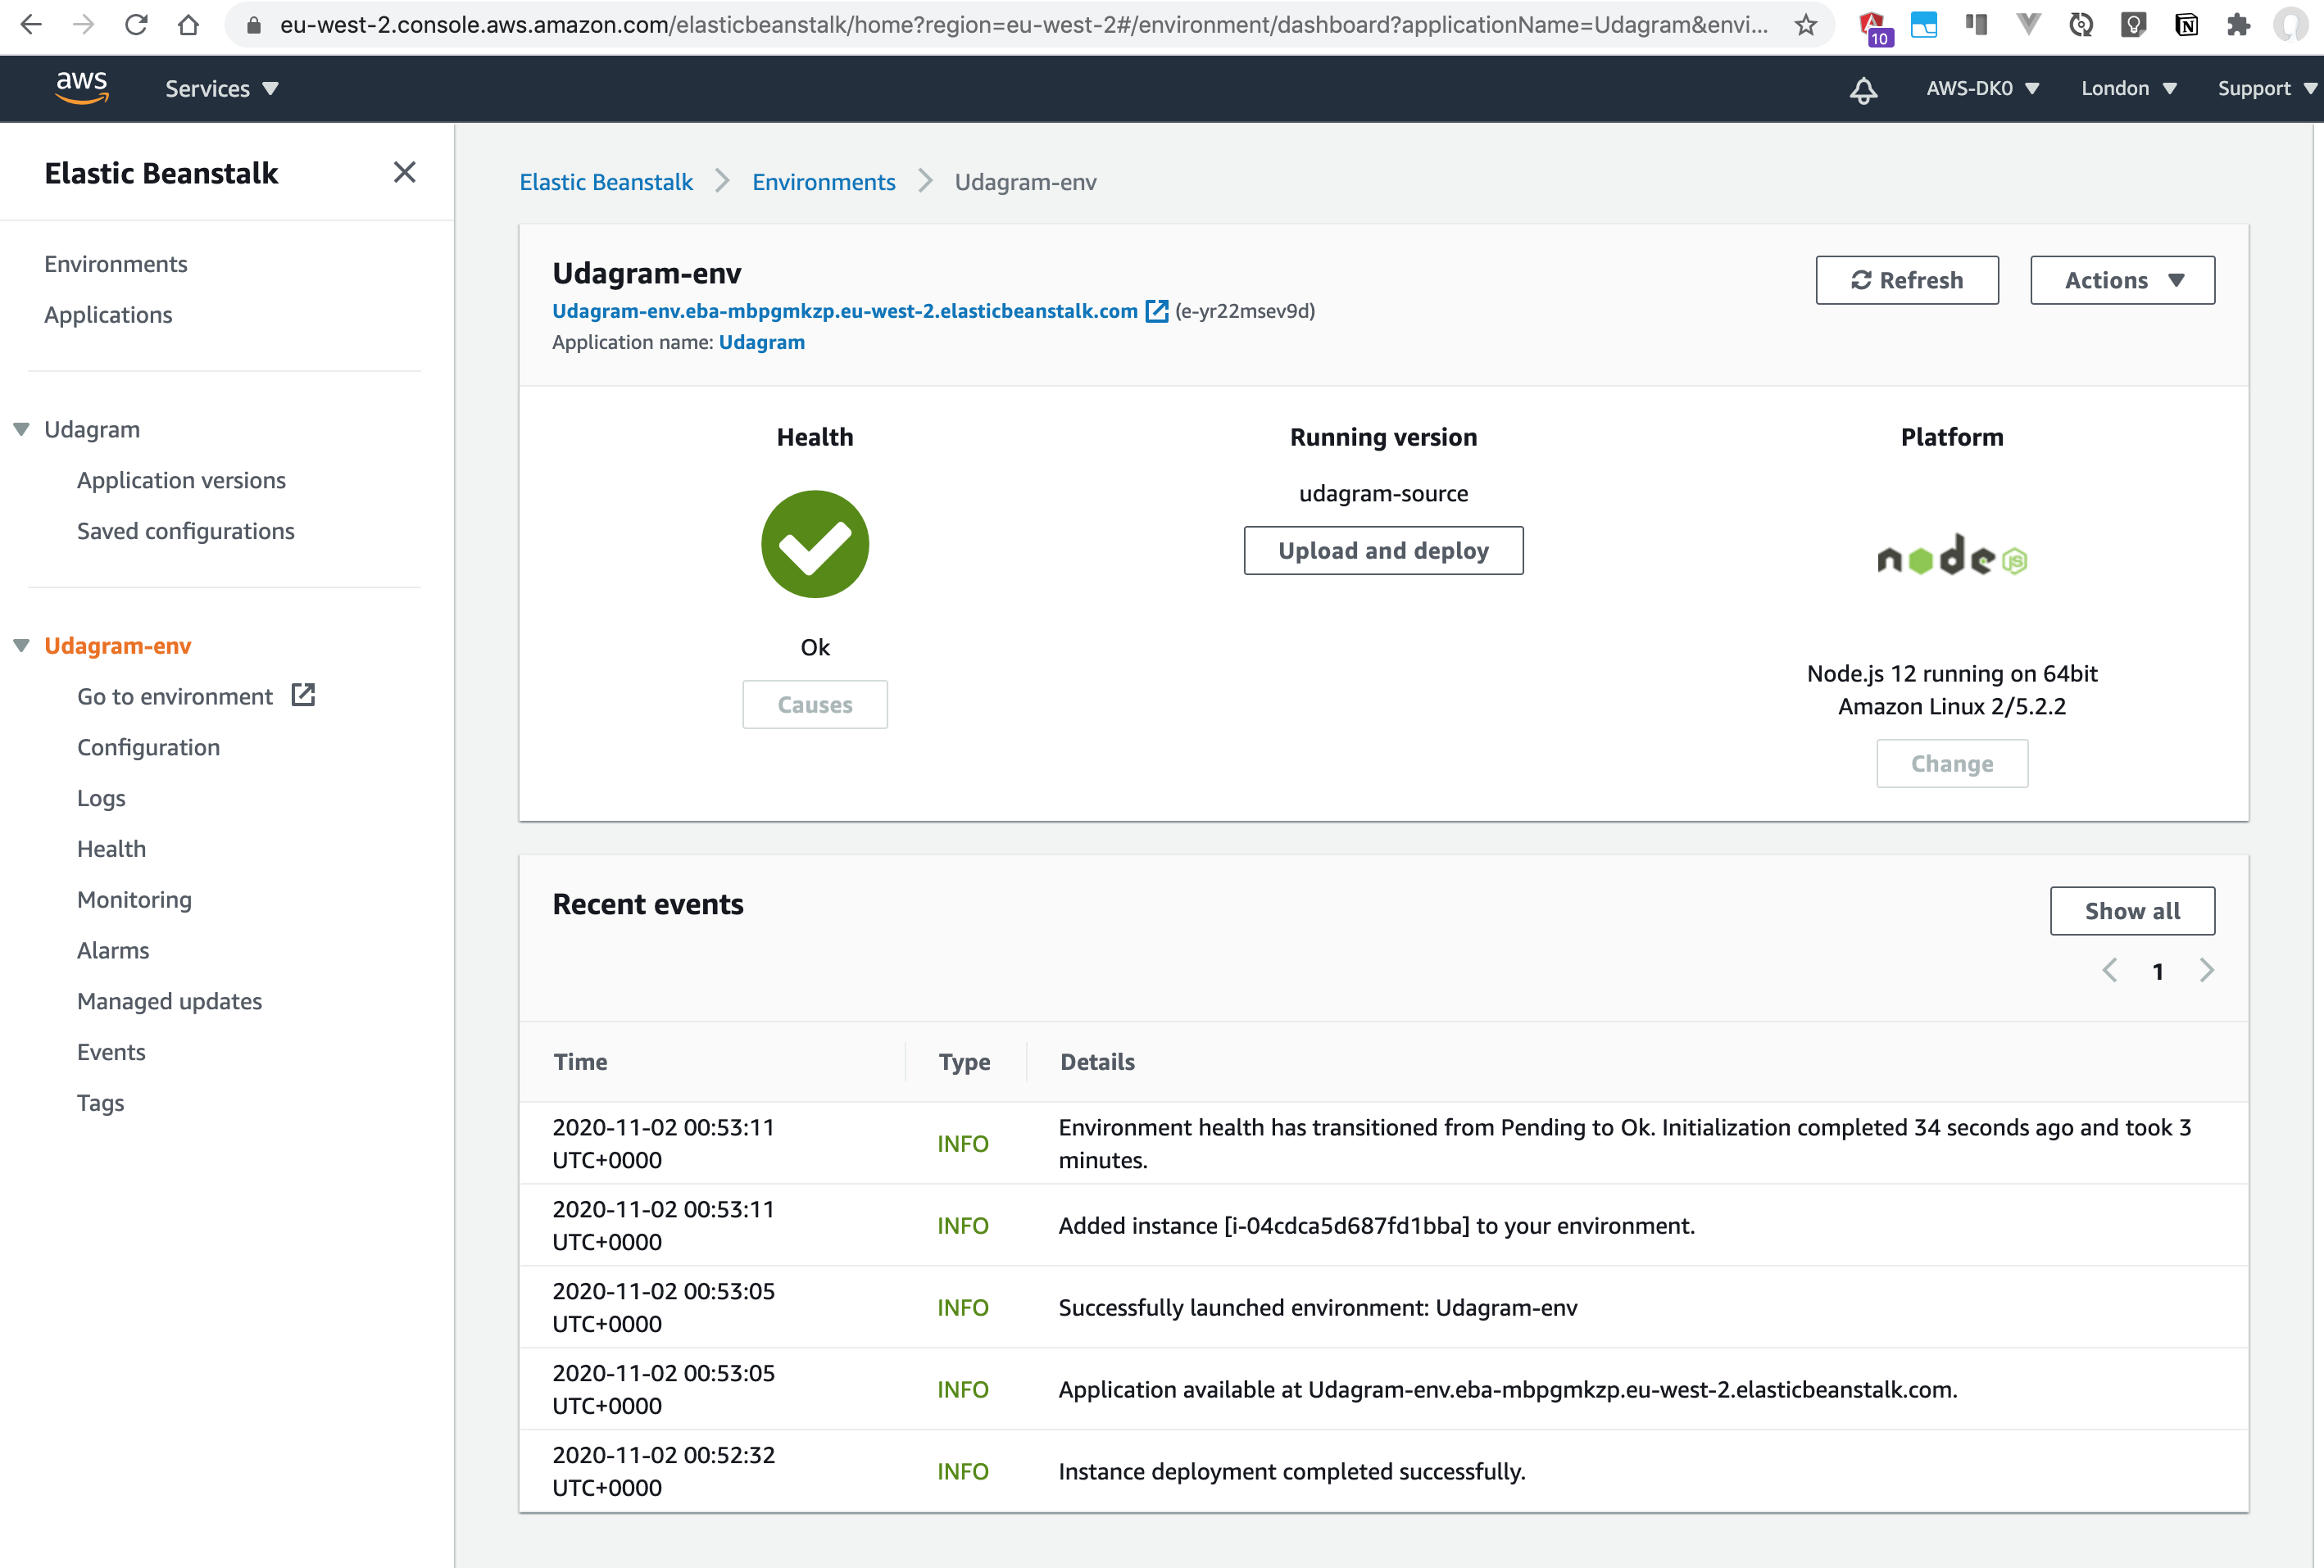 eu-west-2.console.aws.amazon.com/elasticbeanstalk/home?region=eu-west-2#/environment/dashboard?applicationName=Udagram&envi...
10
aws
Services
AWS-DK0
London
Support
Elastic Beanstalk
Environments
Applications
Udagram
Application versions
Saved configurations
Udagram-env
Go to environment
Configuration
Logs
Health
Monitoring
Alarms
Managed updates
Events
Tags
Elastic Beanstalk
Environments
Udagram-env
Udagram-env
Udagram-env.eba-mbpgmkzp.eu-west-2.elasticbeanstalk.com (e-yr22msev9d)
Application name: Udagram
Refresh
Actions
Health
Ok
Causes
Running version
udagram-source
Upload and deploy
Platform
node JS
Node.js 12 running on 64bit
Amazon Linux 2/5.2.2
Change
Recent events
Show all
1
Time Type Details
2020-11-02 00:53:11
UTC+0000
INFO
Environment health has transitioned from Pending to Ok. Initialization completed 34 seconds ago and took 3
minutes.
2020-11-02 00:53:11
UTC+0000
INFO
Added instance [i-04cdca5d687fd1bba] to your environment.
2020-11-02 00:53:05
UTC+0000
INFO
Successfully launched environment: Udagram-env
2020-11-02 00:53:05
UTC+0000
INFO
Application available at Udagram-env.eba-mbpgmkzp.eu-west-2.elasticbeanstalk.com.
2020-11-02 00:52:32
UTC+0000
INFO
Instance deployment completed successfully.